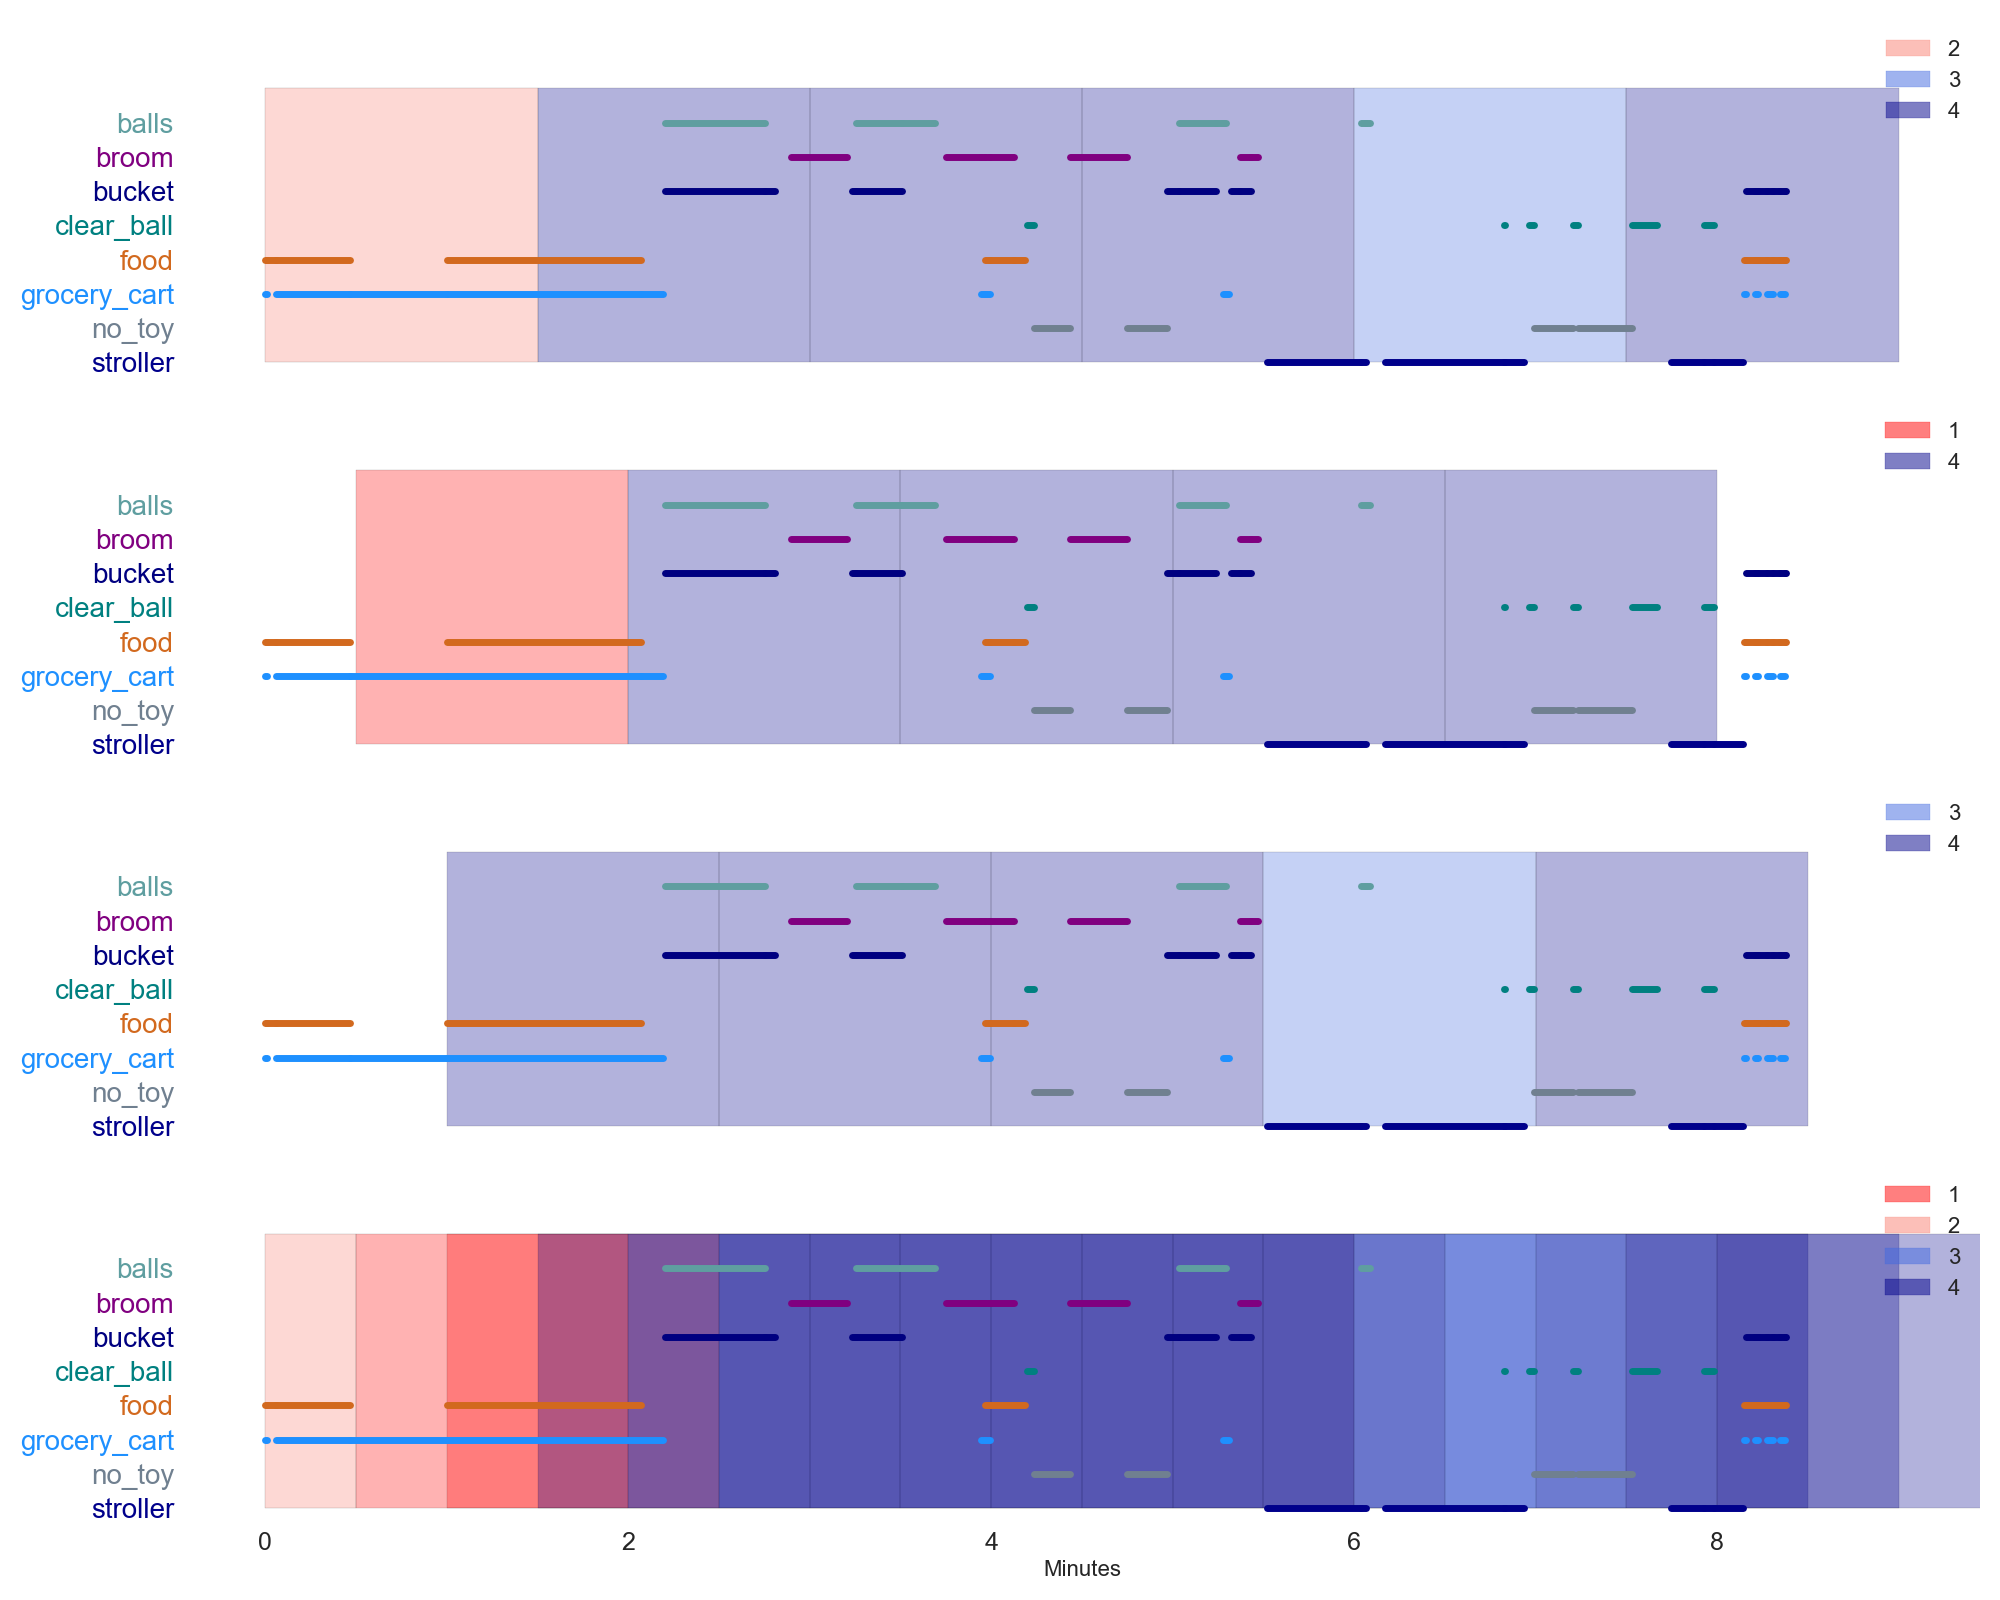 2
3
4
balls
broom
bucket
clear_ball
food
grocery_cart
no_toy
stroller
1
4
balls
broom
bucket
clear_ball
food
grocery_cart
no_toy
stroller
3
4
balls
broom
bucket
clear_ball
food
grocery_cart
no_toy
stroller
1
2
3
4
balls
broom
bucket
clear_ball
food
grocery_cart
no_toy
stroller
0 2 4 6 8
Minutes